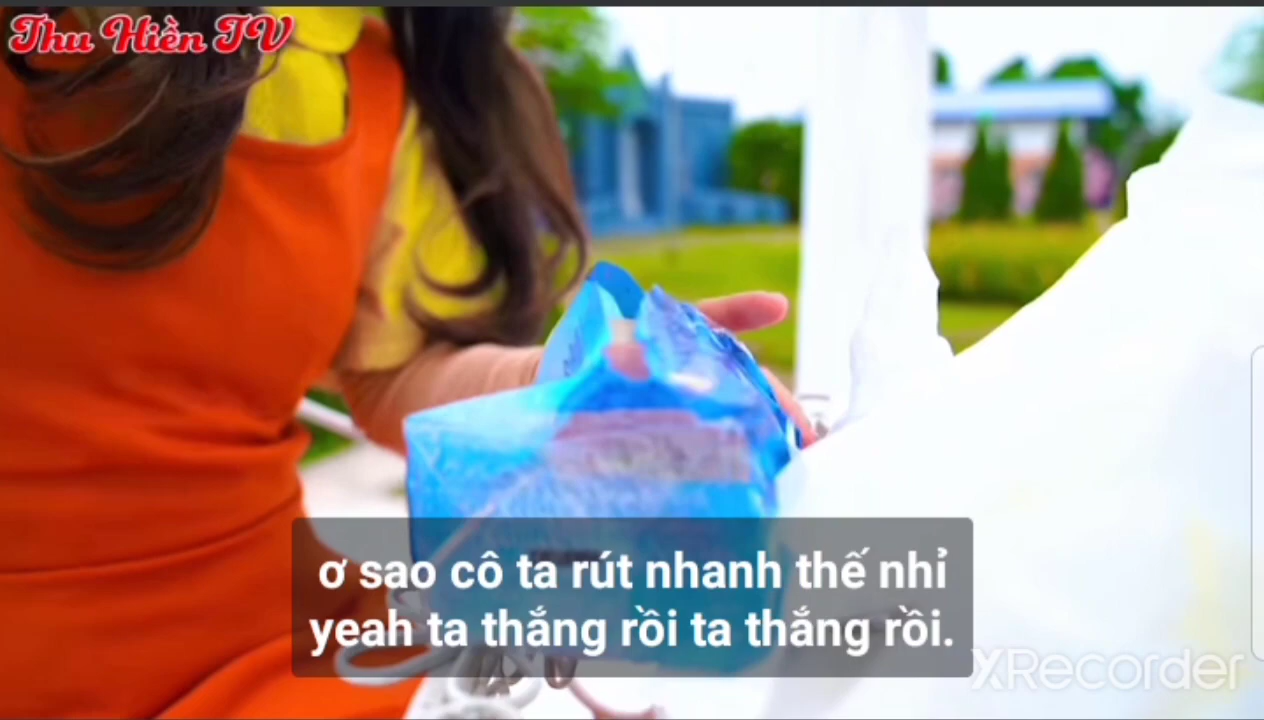 Thu Hiền TV
ơ sao cô ta rút nhanh thế nhỉ
yeah ta thắng rồi ta thắng rồi.
XRecorder